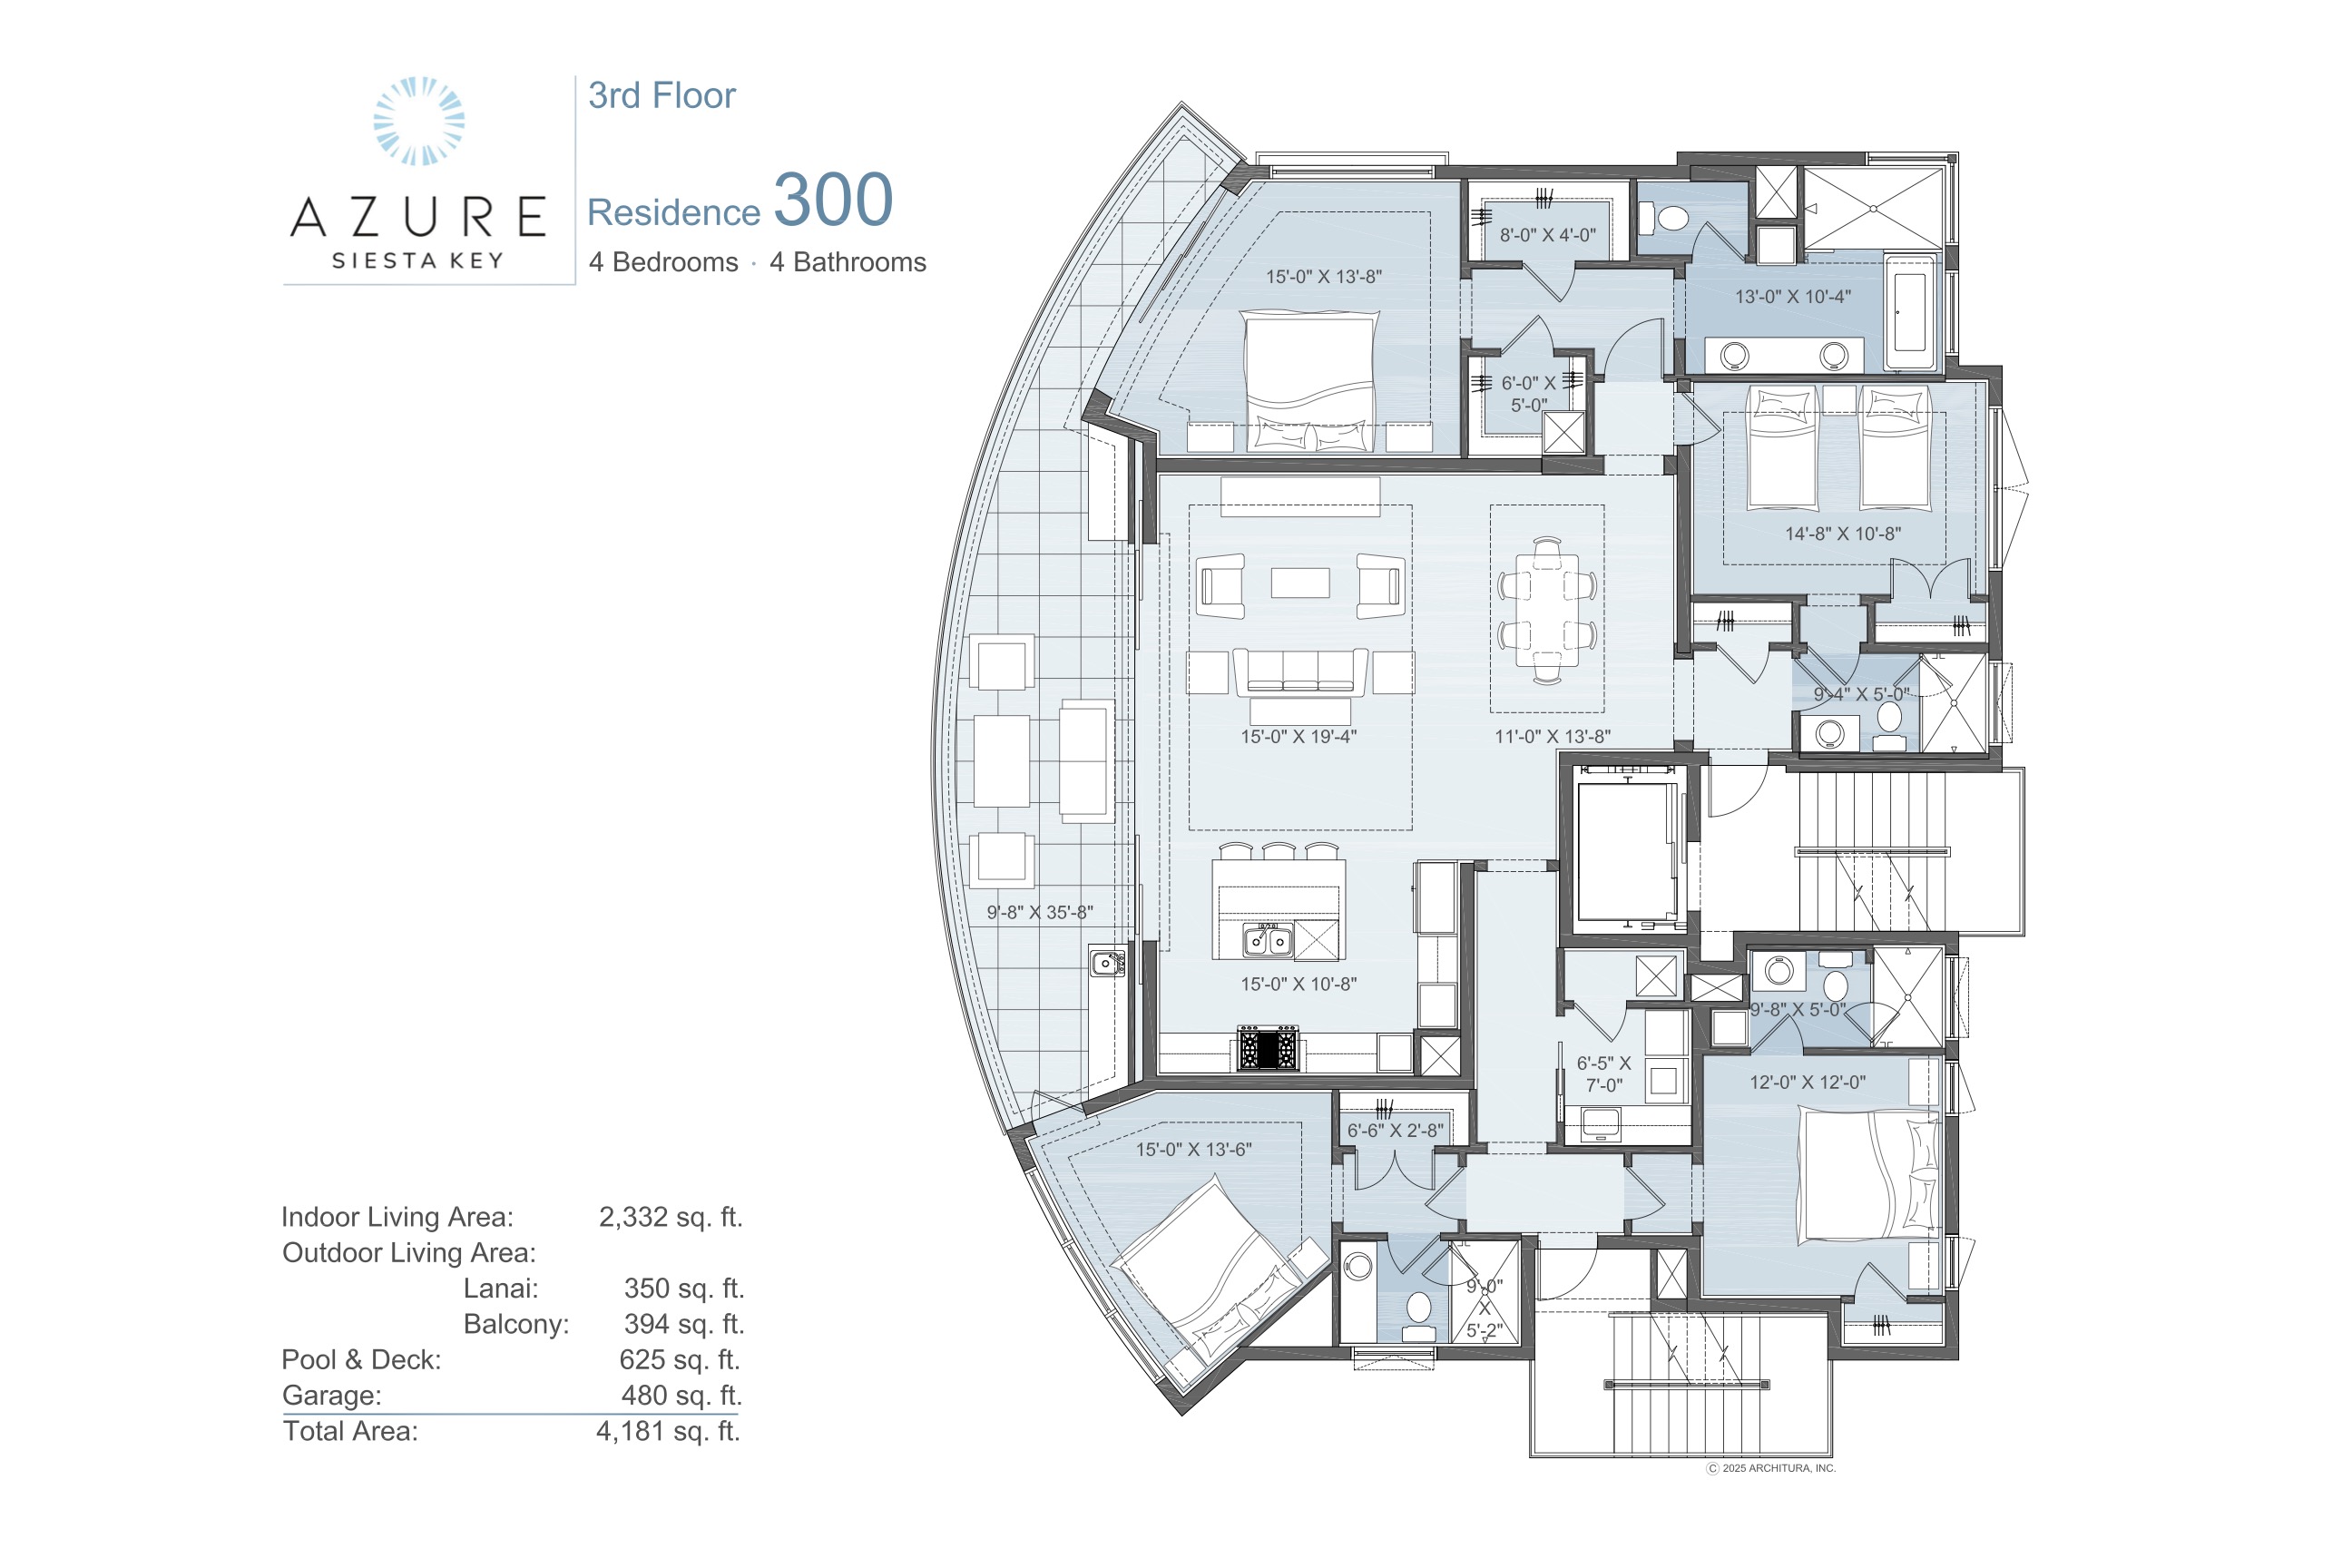 AZURE
SIESTA KEY
3rd Floor
Residence 300
4 Bedrooms · 4 Bathrooms
15'-0" X 13'-8"
8'-0" X 4'-0"
13'-0" X 10'-4"
6'-0" X
5'-0"
14'-8" X 10'-8"
9'-4" X 5'-0"
15'-0" X 19'-4"
11'-0" X 13'-8"
9'-8" X 35'-8"
15'-0" X 10'-8"
9'-8" X 5'-0"
6'-5" X
7'-0"
12'-0" X 12'-0"
6'-6" X 2'-8"
15'-0" X 13'-6"
9'-0"
X
5'-2"
Indoor Living Area: 2,332 sq. ft.
Outdoor Living Area:
Lanai: 350 sq. ft.
Balcony: 394 sq. ft.
Pool & Deck: 625 sq. ft.
Garage: 480 sq. ft.
Total Area: 4,181 sq. ft.
© 2025 ARCHITURA, INC.